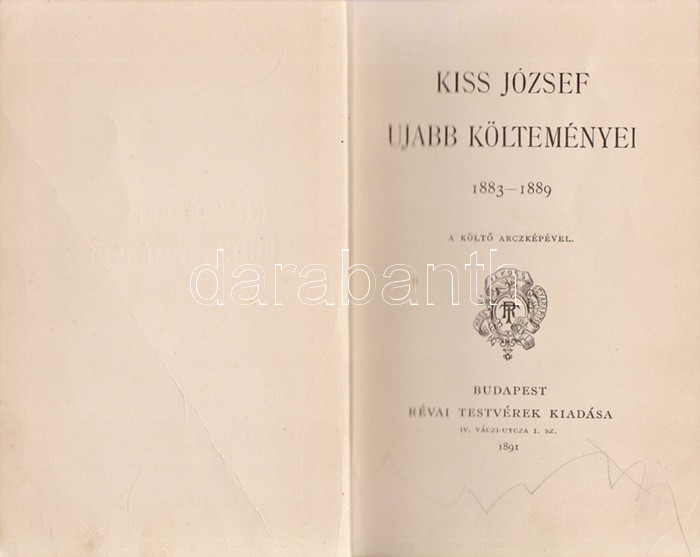 KISS JÓZSEF
UJABB KÖLTEMÉNYEI
1883—1889
A KÖLTŐ ARCZKÉPÉVEL.
darabanth
BUDAPEST
RÉVAI TESTVÉREK KIADÁSA
IV. VÁCZI-UTCZA 1. SZ.
1891